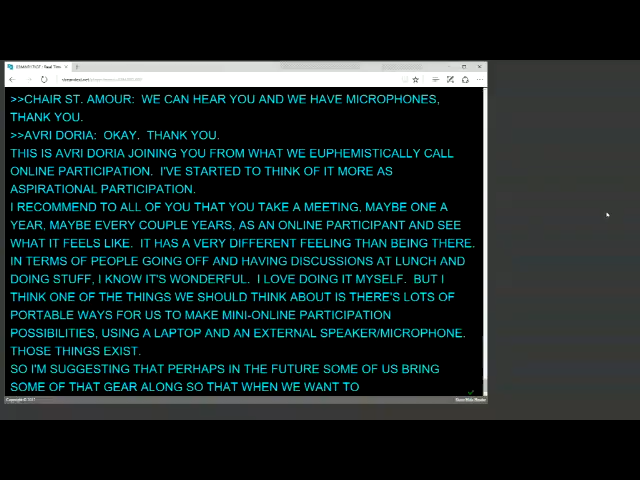 >>CHAIR ST. AMOUR:  WE CAN HEAR YOU AND WE HAVE MICROPHONES,
THANK YOU.
>>AVRI DORIA:  OKAY.  THANK YOU.
THIS IS AVRI DORIA JOINING YOU FROM WHAT WE EUPHEMISTICALLY CALL
ONLINE PARTICIPATION.  I'VE STARTED TO THINK OF IT MORE AS
ASPIRATIONAL PARTICIPATION.
I RECOMMEND TO ALL OF YOU THAT YOU TAKE A MEETING, MAYBE ONE A
YEAR, MAYBE EVERY COUPLE YEARS, AS AN ONLINE PARTICIPANT AND SEE
WHAT IT FEELS LIKE.  IT HAS A VERY DIFFERENT FEELING THAN BEING THERE.
IN TERMS OF PEOPLE GOING OFF AND HAVING DISCUSSIONS AT LUNCH AND
DOING STUFF, I KNOW IT'S WONDERFUL.  I LOVE DOING IT MYSELF.  BUT I
THINK ONE OF THE THINGS WE SHOULD THINK ABOUT IS THERE'S LOTS OF
PORTABLE WAYS FOR US TO MAKE MINI-ONLINE PARTICIPATION
POSSIBILITIES, USING A LAPTOP AND AN EXTERNAL SPEAKER/MICROPHONE.
THOSE THINGS EXIST.
SO I'M SUGGESTING THAT PERHAPS IN THE FUTURE SOME OF US BRING
SOME OF THAT GEAR ALONG SO THAT WHEN WE WANT TO